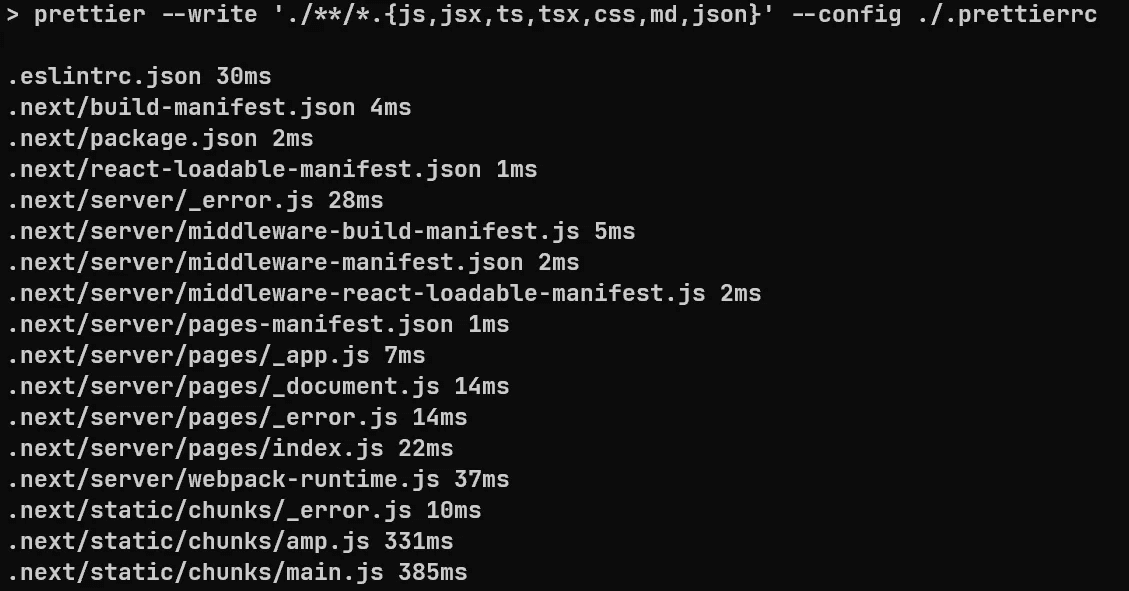 > prettier --write './**/*.{js,jsx,ts,tsx,css,md,json}' --config ./.prettierrc
.eslintrc.json 30ms
.next/build-manifest.json 4ms
.next/package.json 2ms
.next/react-loadable-manifest.json 1ms
.next/server/_error.js 28ms
.next/server/middleware-build-manifest.js 5ms
.next/server/middleware-manifest.json 2ms
.next/server/middleware-react-loadable-manifest.js 2ms
.next/server/pages-manifest.json 1ms
.next/server/pages/_app.js 7ms
.next/server/pages/_document.js 14ms
.next/server/pages/_error.js 14ms
.next/server/pages/index.js 22ms
.next/server/webpack-runtime.js 37ms
.next/static/chunks/_error.js 10ms
.next/static/chunks/amp.js 331ms
.next/static/chunks/main.js 385ms